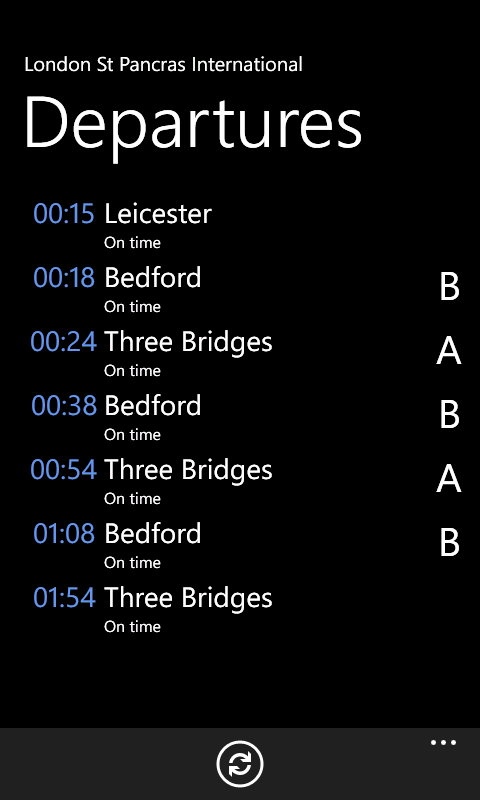 London St Pancras International
Departures
00:15 Leicester
On time
00:18 Bedford B
On time
00:24 Three Bridges A
On time
00:38 Bedford B
On time
00:54 Three Bridges A
On time
01:08 Bedford B
On time
01:54 Three Bridges
On time